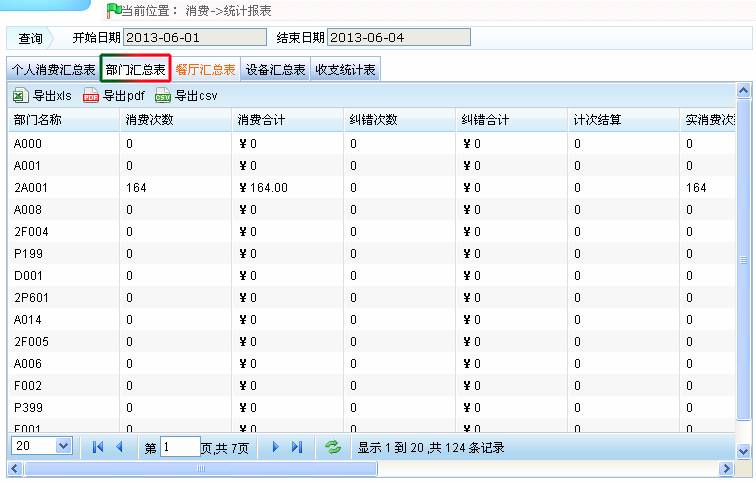 当前位置： 消费->统计报表
查询 开始日期 2013-06-01 结束日期 2013-06-04
个人消费汇总表 部门汇总表 餐厅汇总表 设备汇总表 收支统计表
导出xls 导出pdf 导出csv
部门名称 消费次数 消费合计 纠错次数 纠错合计 计次结算 实消费次
A000 0 ¥ 0 0 ¥ 0 0 0
A001 0 ¥ 0 0 ¥ 0 0 0
2A001 164 ¥ 164.00 0 ¥ 0 0 164
A008 0 ¥ 0 0 ¥ 0 0 0
2F004 0 ¥ 0 0 ¥ 0 0 0
P199 0 ¥ 0 0 ¥ 0 0 0
D001 0 ¥ 0 0 ¥ 0 0 0
2P601 0 ¥ 0 0 ¥ 0 0 0
A014 0 ¥ 0 0 ¥ 0 0 0
2F005 0 ¥ 0 0 ¥ 0 0 0
A006 0 ¥ 0 0 ¥ 0 0 0
F002 0 ¥ 0 0 ¥ 0 0 0
P399 0 ¥ 0 0 ¥ 0 0 0
0 ¥ 0 0 ¥ 0 0 0
20 第 1 页,共 7页 显示 1 到 20 ,共 124 条记录